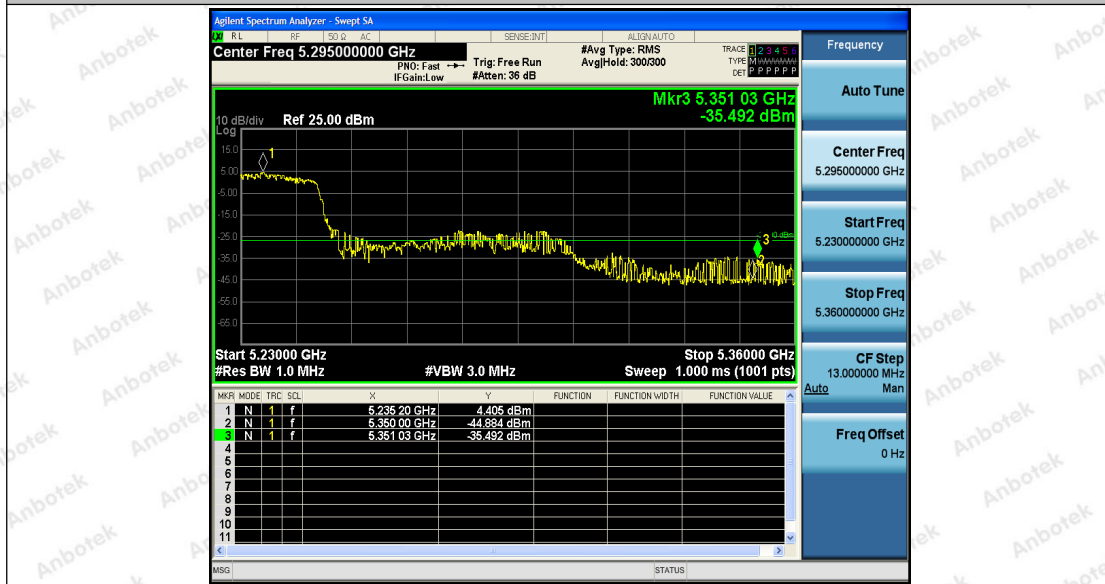 Agilent Spectrum Analyzer - Swept SA
RL RF 50 Ω AC SENSE:INT ALIGN AUTO
Center Freq 5.295000000 GHz
PNO: Fast
IFGain:Low
Trig: Free Run
#Atten: 36 dB
#Avg Type: RMS
Avg|Hold: 300/300
TRACE 1 2 3 4 5 6
TYPE M
DET P P P P P P
Mkr3 5.351 03 GHz
-35.492 dBm
10 dB/div Ref 25.00 dBm
Log
15.0
5.00
-5.00
-15.0
-25.0
-35.0
-45.0
-55.0
-65.0
1
3
2
Start 5.23000 GHz Stop 5.36000 GHz
#Res BW 1.0 MHz #VBW 3.0 MHz Sweep 1.000 ms (1001 pts)
MKR MODE TRC SCL X Y FUNCTION FUNCTION WIDTH FUNCTION VALUE
1 N 1 f 5.235 20 GHz 4.405 dBm
2 N 1 f 5.350 00 GHz -44.884 dBm
3 N 1 f 5.351 03 GHz -35.492 dBm
4
5
6
7
8
9
10
11
MSG STATUS
Frequency
Auto Tune
Center Freq
5.295000000 GHz
Start Freq
5.230000000 GHz
Stop Freq
5.360000000 GHz
CF Step
13.000000 MHz
Auto Man
Freq Offset
0 Hz
Anbotek